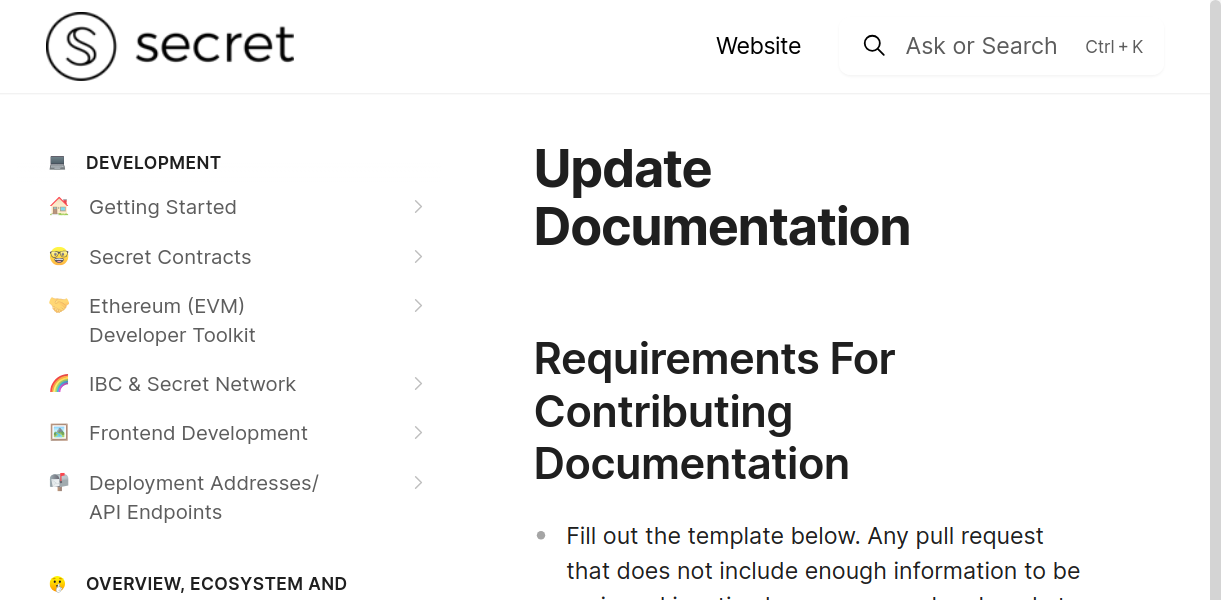 secret
Website
Ask or Search
Ctrl + K
DEVELOPMENT
Getting Started
Secret Contracts
Ethereum (EVM)
Developer Toolkit
IBC & Secret Network
Frontend Development
Deployment Addresses/
API Endpoints
OVERVIEW, ECOSYSTEM AND
Update
Documentation
Requirements For
Contributing
Documentation
Fill out the template below. Any pull request
that does not include enough information to be